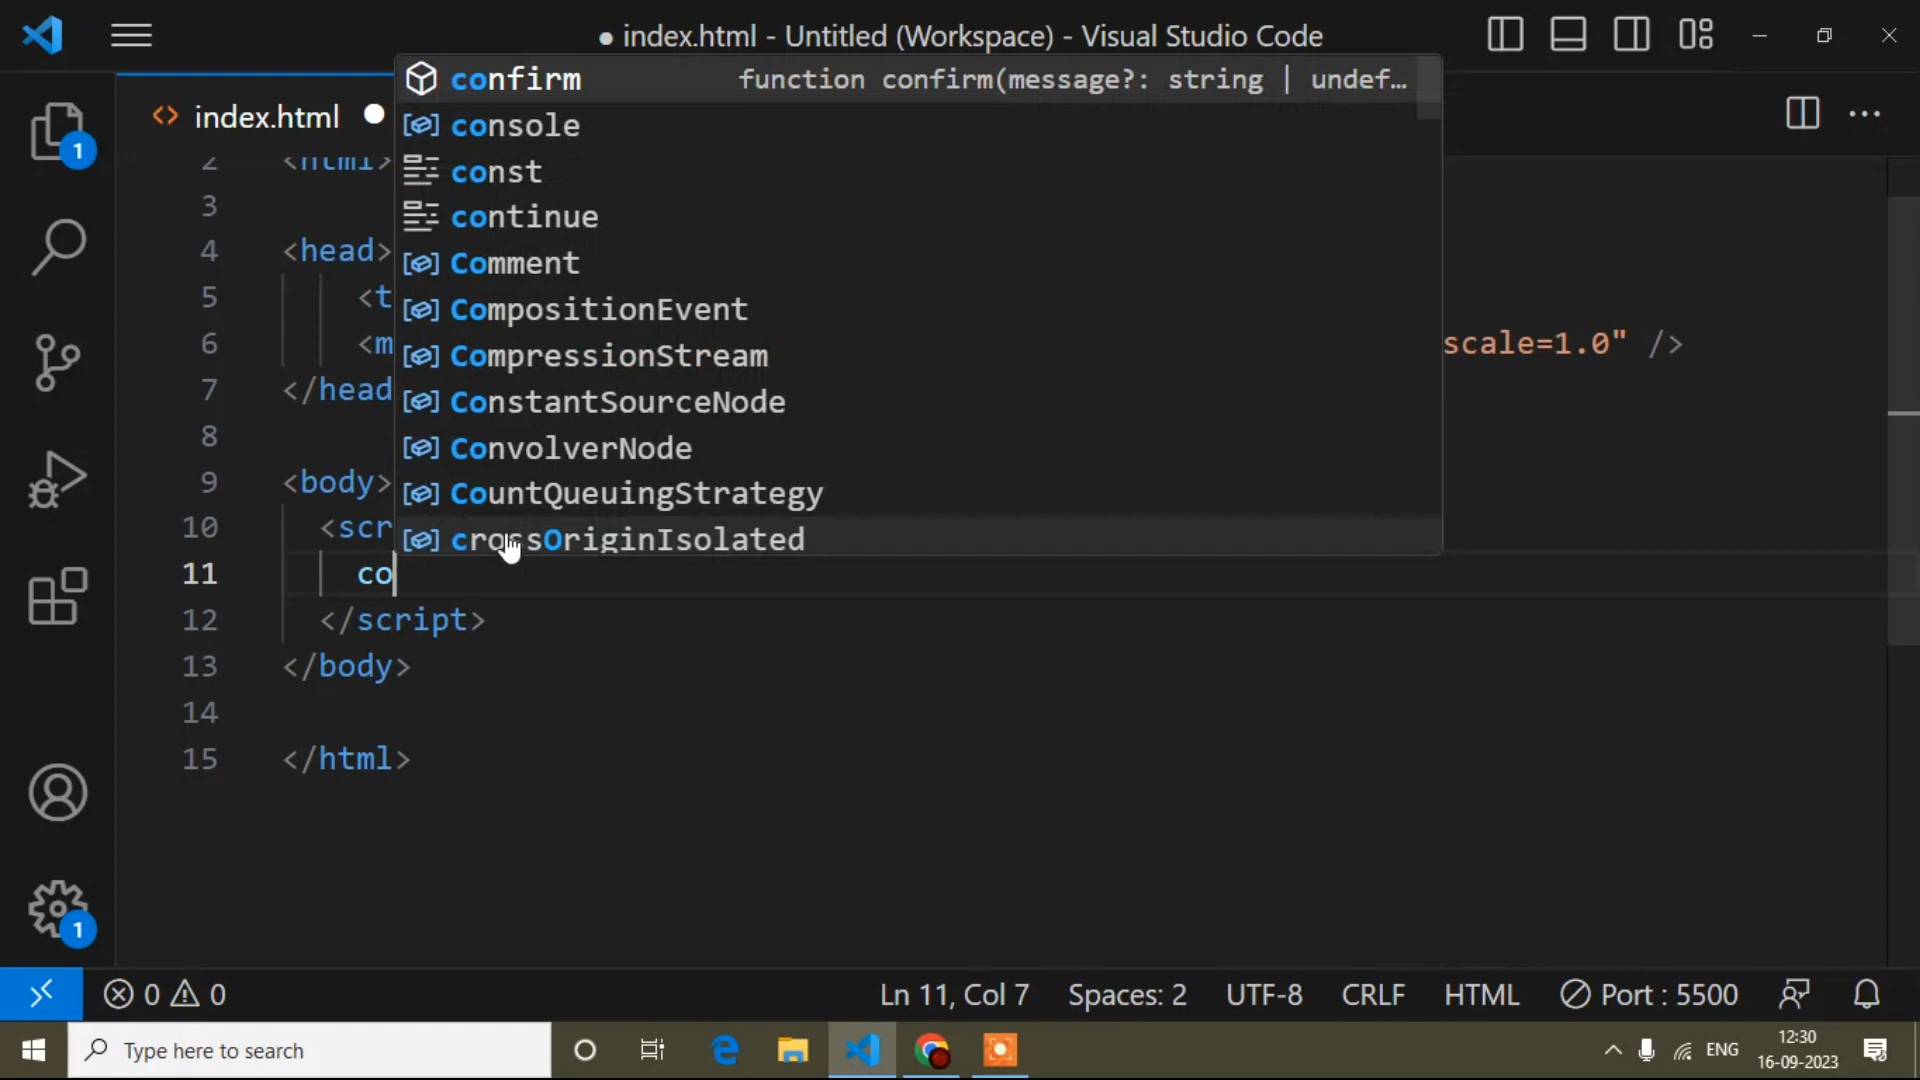 ● index.html - Untitled (Workspace) - Visual Studio Code
index.html ●
confirm function confirm(message?: string | undef…
console
const
continue
Comment
CompositionEvent
CompressionStream
ConstantSourceNode
ConvolverNode
CountQueuingStrategy
crossOriginIsolated
1
2 <html>
3
4 <head>
5 <t
6 <m scale=1.0" />
7 </head
8
9 <body>
10 <scr
11 co
12 </script>
13 </body>
14
15 </html>
1
0 0
Ln 11, Col 7 Spaces: 2 UTF-8 CRLF HTML Port : 5500
Type here to search
ENG
12:30
16-09-2023